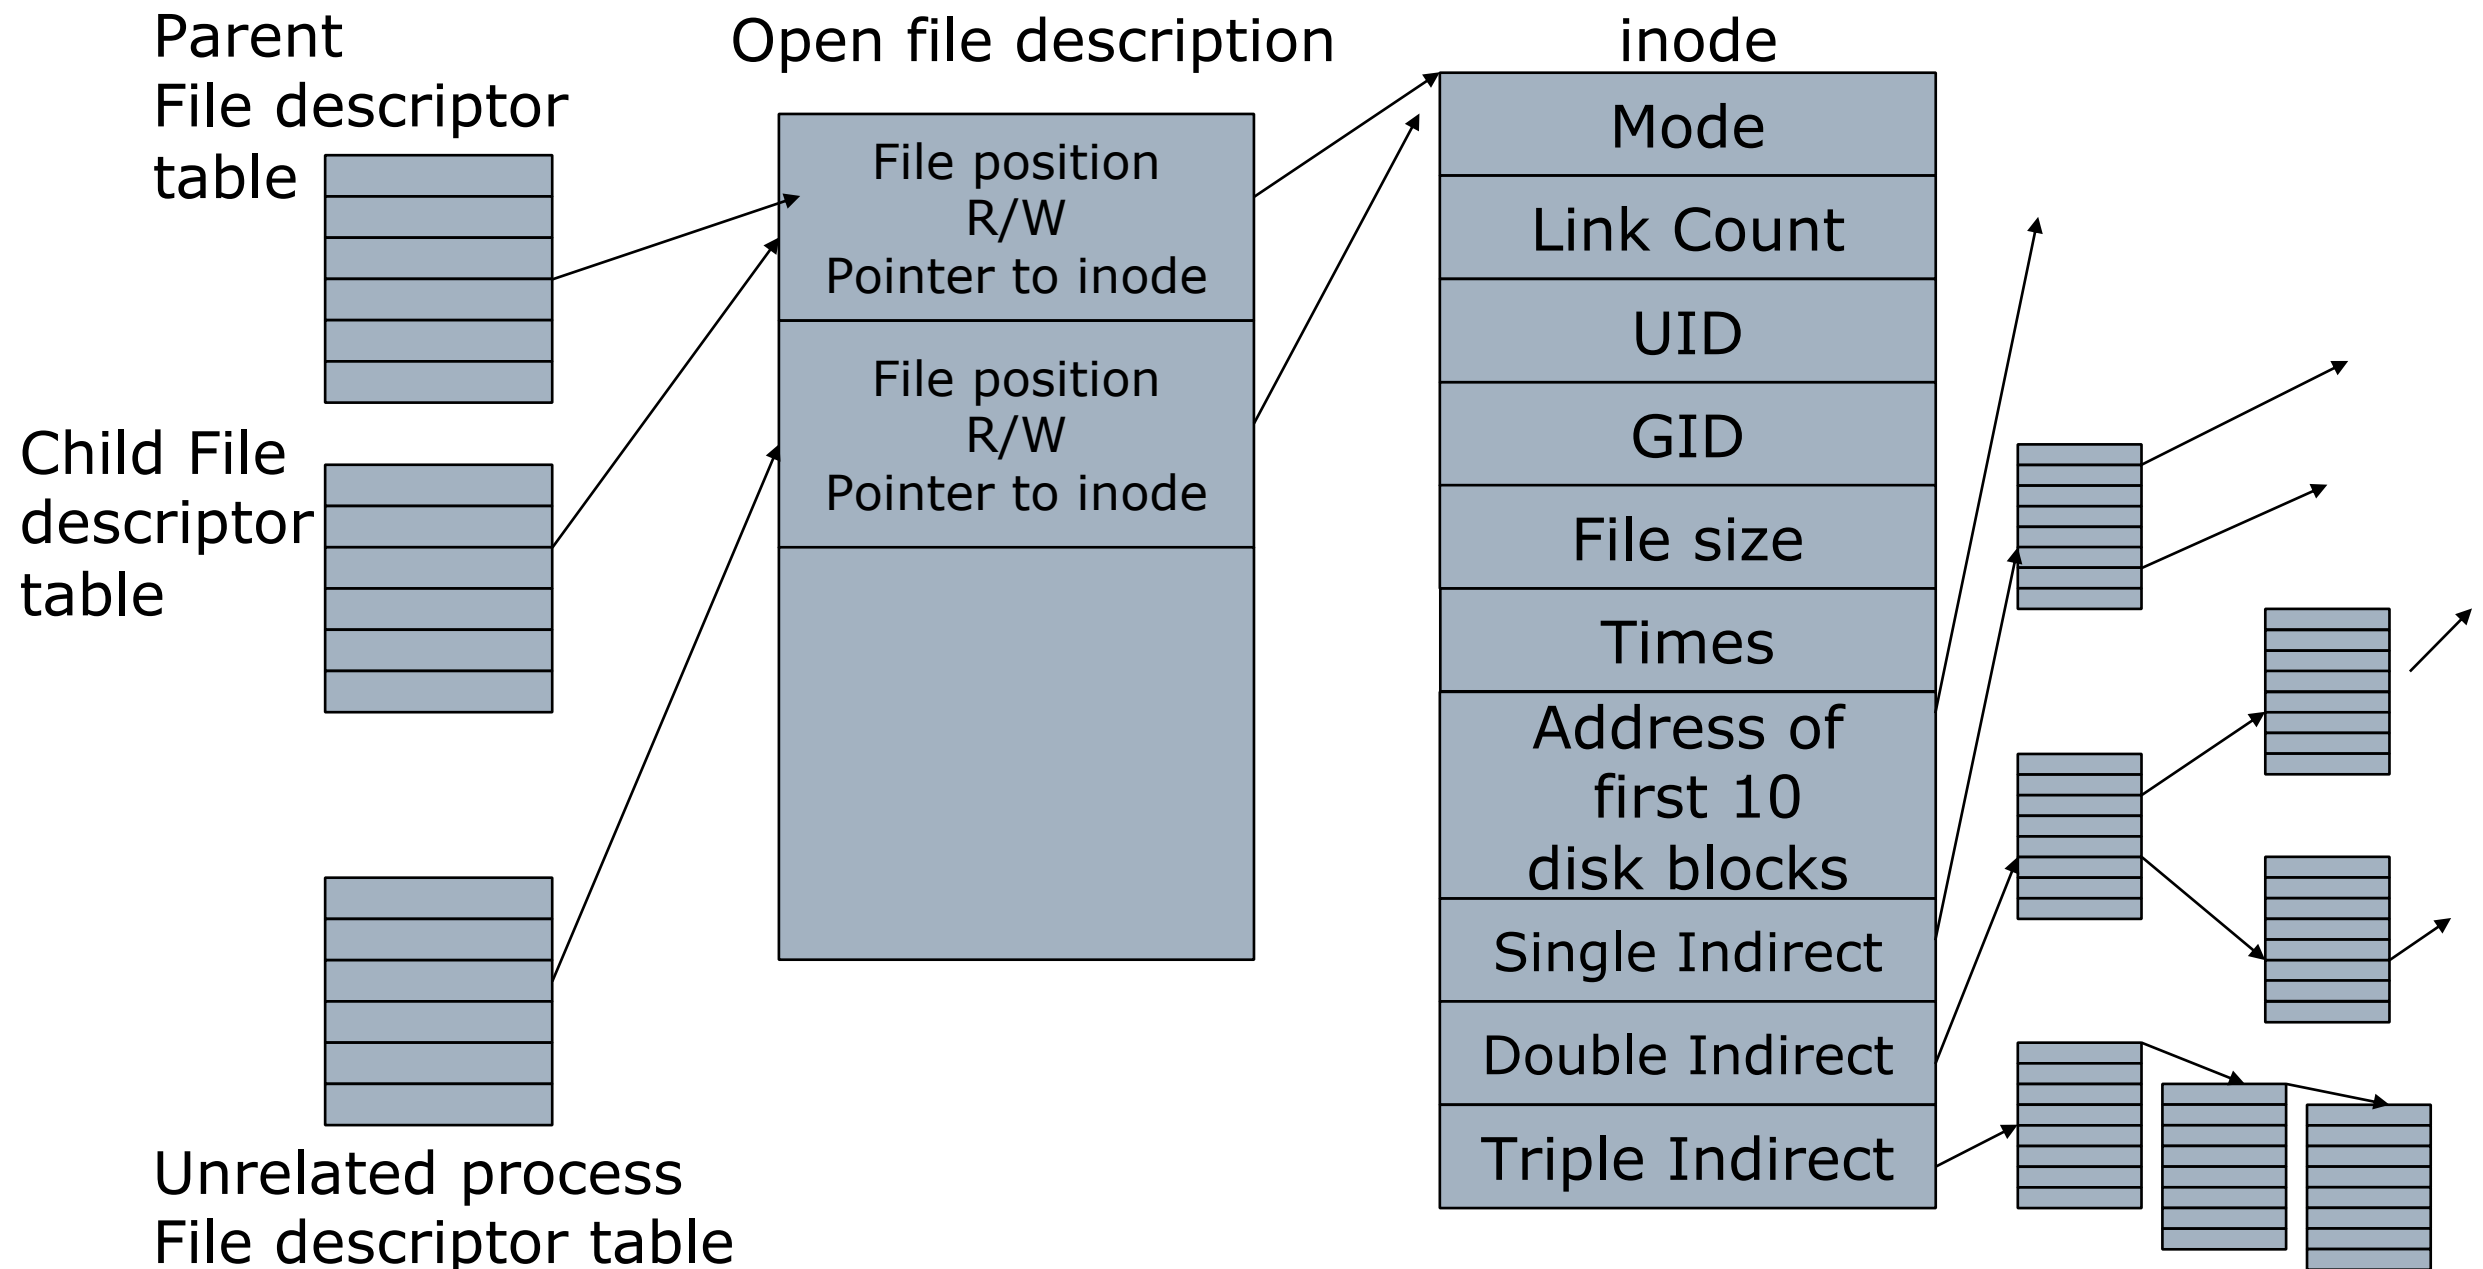 Parent
File descriptor
table
Child File
descriptor
table
Unrelated process
File descriptor table
Open file description
File position
R/W
Pointer to inode
File position
R/W
Pointer to inode
inode
Mode
Link Count
UID
GID
File size
Times
Address of
first 10
disk blocks
Single Indirect
Double Indirect
Triple Indirect